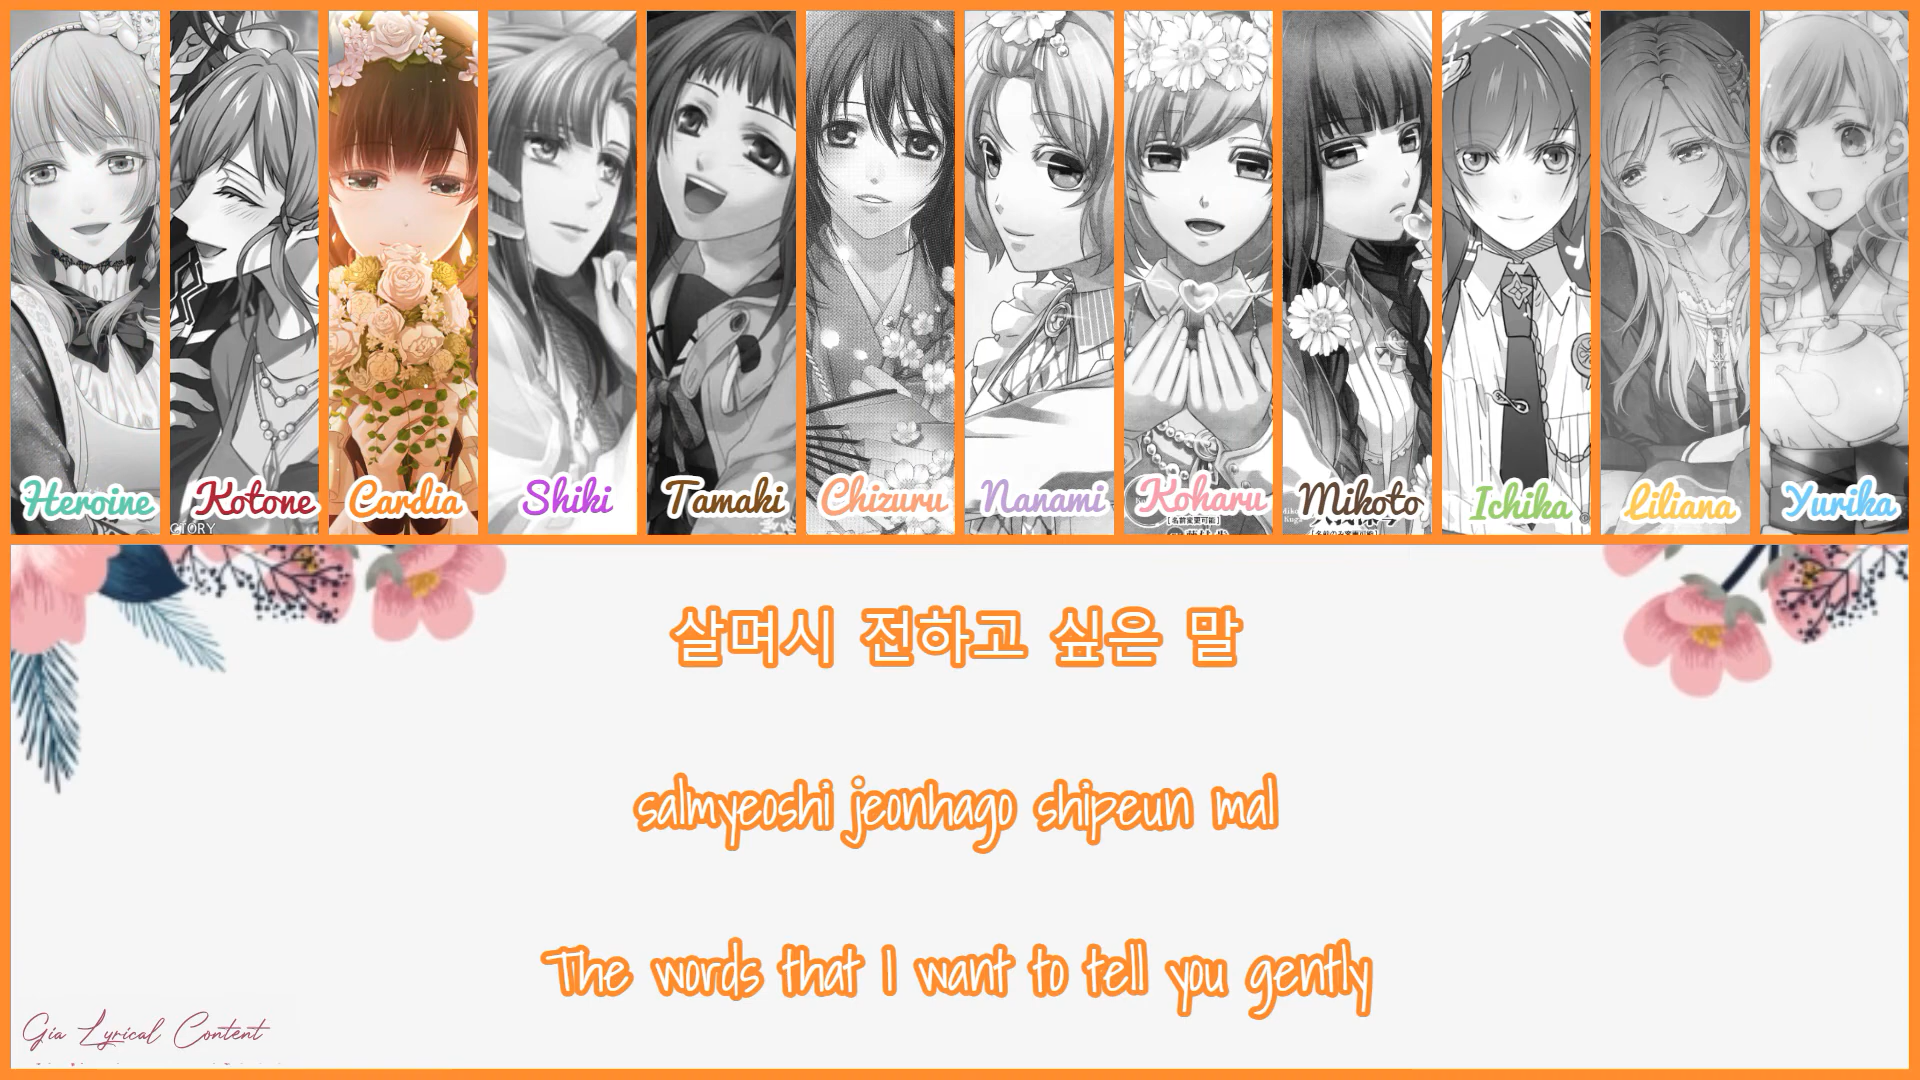 Heroine
Kotone
Cardia
Shiki
Tamaki
Chizuru
Nanami
Koharu
Mikoto
Ichika
Liliana
Yurika
살며시 전하고 싶은 말
salmyeoshi jeonhago shipeun mal
The words that I want to tell you gently
Gia Lyrical Content